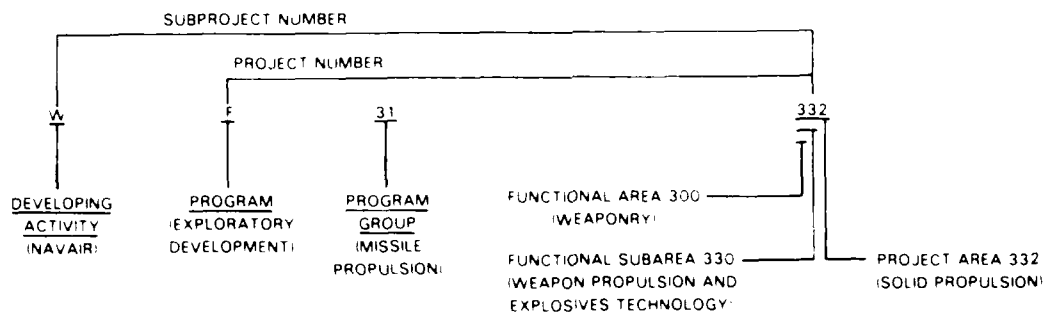 SUBPROJECT NUMBER
PROJECT NUMBER
W F 31 332
DEVELOPING
ACTIVITY
(NAVAIR)
PROGRAM
(EXPLORATORY
DEVELOPMENT)
PROGRAM
GROUP
(MISSILE
PROPULSION)
FUNCTIONAL AREA 300
(WEAPONRY)
FUNCTIONAL SUBAREA 330
(WEAPON PROPULSION AND
EXPLOSIVES TECHNOLOGY)
PROJECT AREA 332
(SOLID PROPULSION)